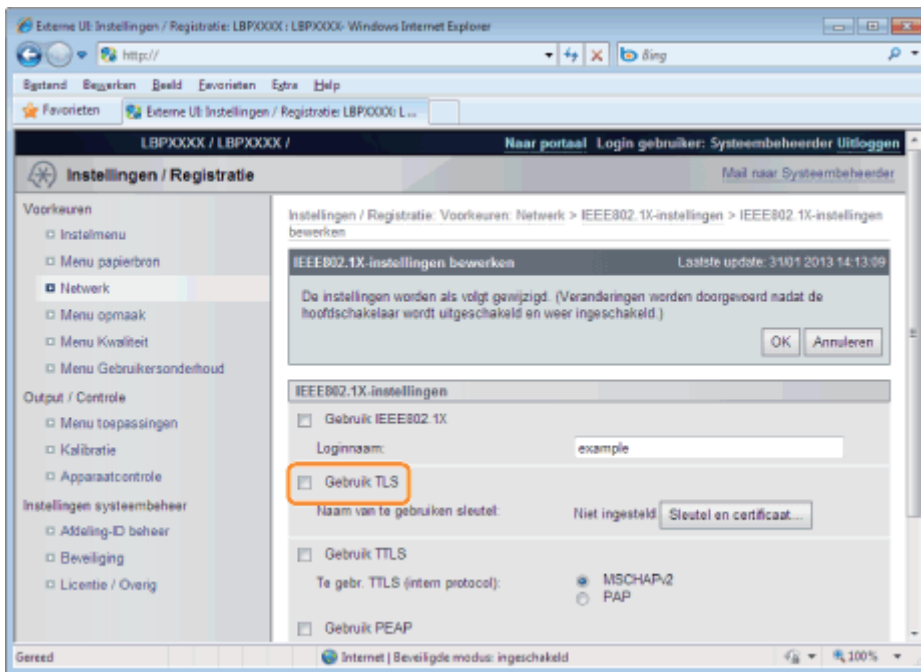 Externe UI: Instellingen / Registratie: LBPXXXX : LBPXXXX- Windows Internet Explorer
http://
Bing
Bestand Bewerken Beeld Favorieten Extra Help
Favorieten
Externe UI: Instellingen / Registratie: LBPXXXX: L...
LBPXXXX / LBPXXXX /
Naar portaal Login gebruiker: Systeembeheerder Uitloggen
Instellingen / Registratie
Mail naar Systeembeheerder
Voorkeuren
Instelmenu
Menu papierbron
Netwerk
Menu opmaak
Menu Kwaliteit
Menu Gebruikersonderhoud
Output / Controle
Menu toepassingen
Kalibratie
Apparaatcontrole
Instellingen systeembeheer
Afdeling-ID beheer
Beveiliging
Licentie / Overig
Instellingen / Registratie: Voorkeuren: Netwerk > IEEE802.1X-instellingen > IEEE802.1X-instellingen
bewerken
IEEE802.1X-instellingen bewerken
Laatste update: 31/01 2013 14:13:09
De instellingen worden als volgt gewijzigd. (Veranderingen worden doorgevoerd nadat de
hoofdschakelaar wordt uitgeschakeld en weer ingeschakeld.)
OK Annuleren
IEEE802.1X-instellingen
Gebruik IEEE802.1X
Loginnaam: example
Gebruik TLS
Naam van te gebruiken sleutel: Niet ingesteld Sleutel en certificaat...
Gebruik TTLS
Te gebr. TTLS (intern protocol): MSCHAPv2
PAP
Gebruik PEAP
Gereed
Internet | Beveiligde modus: ingeschakeld
100%